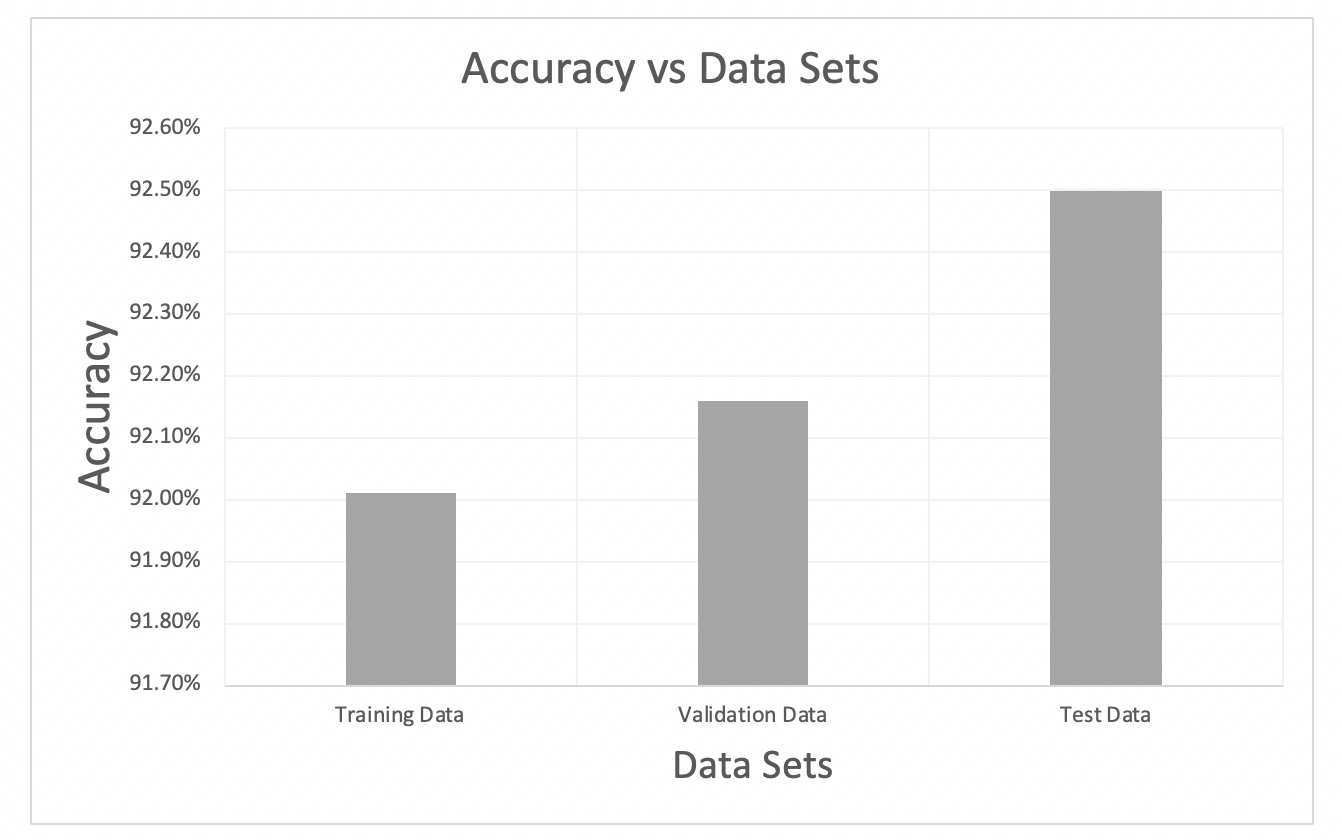 Accuracy vs Data Sets
92.60%
92.50%
92.40%
92.30%
92.20%
92.10%
92.00%
91.90%
91.80%
91.70%
Accuracy
Training Data
Validation Data
Test Data
Data Sets